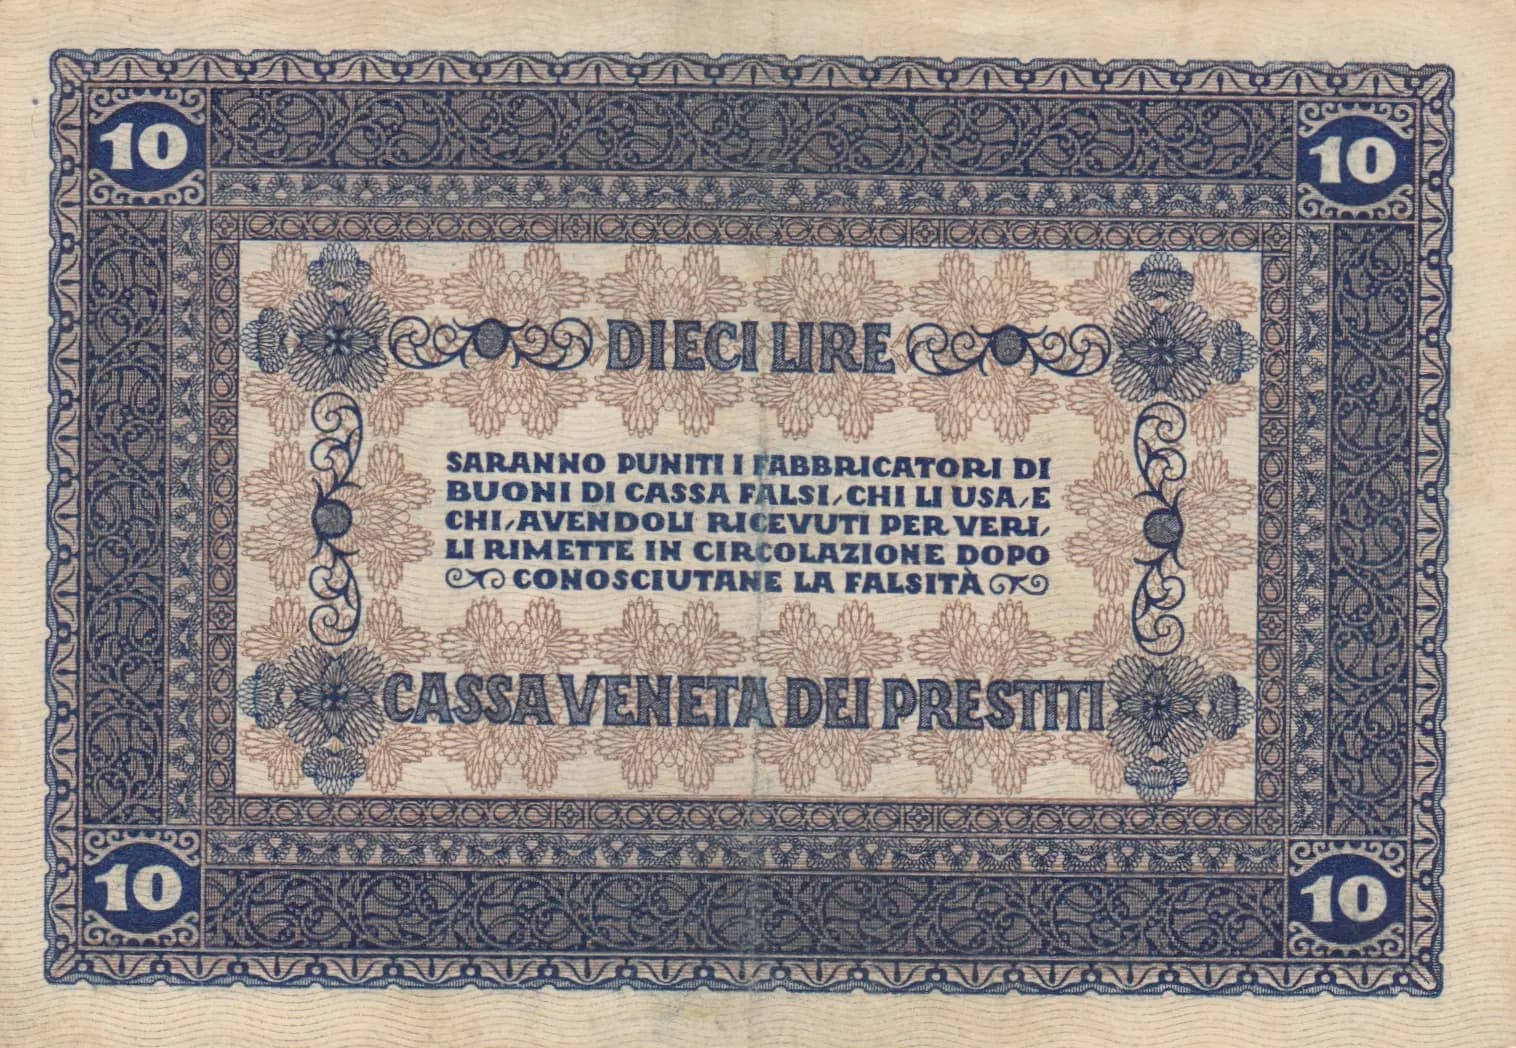 10 10
DIECI LIRE
SARANNO PUNITI I FABBRICATORI DI
BUONI DI CASSA FALSI, CHI LI USA, E
CHI, AVENDOLI RICEVUTI PER VERI,
LI RIMETTE IN CIRCOLAZIONE DOPO
CONOSCIUTANE LA FALSITÀ
CASSA VENETA DEI PRESTITI
10 10